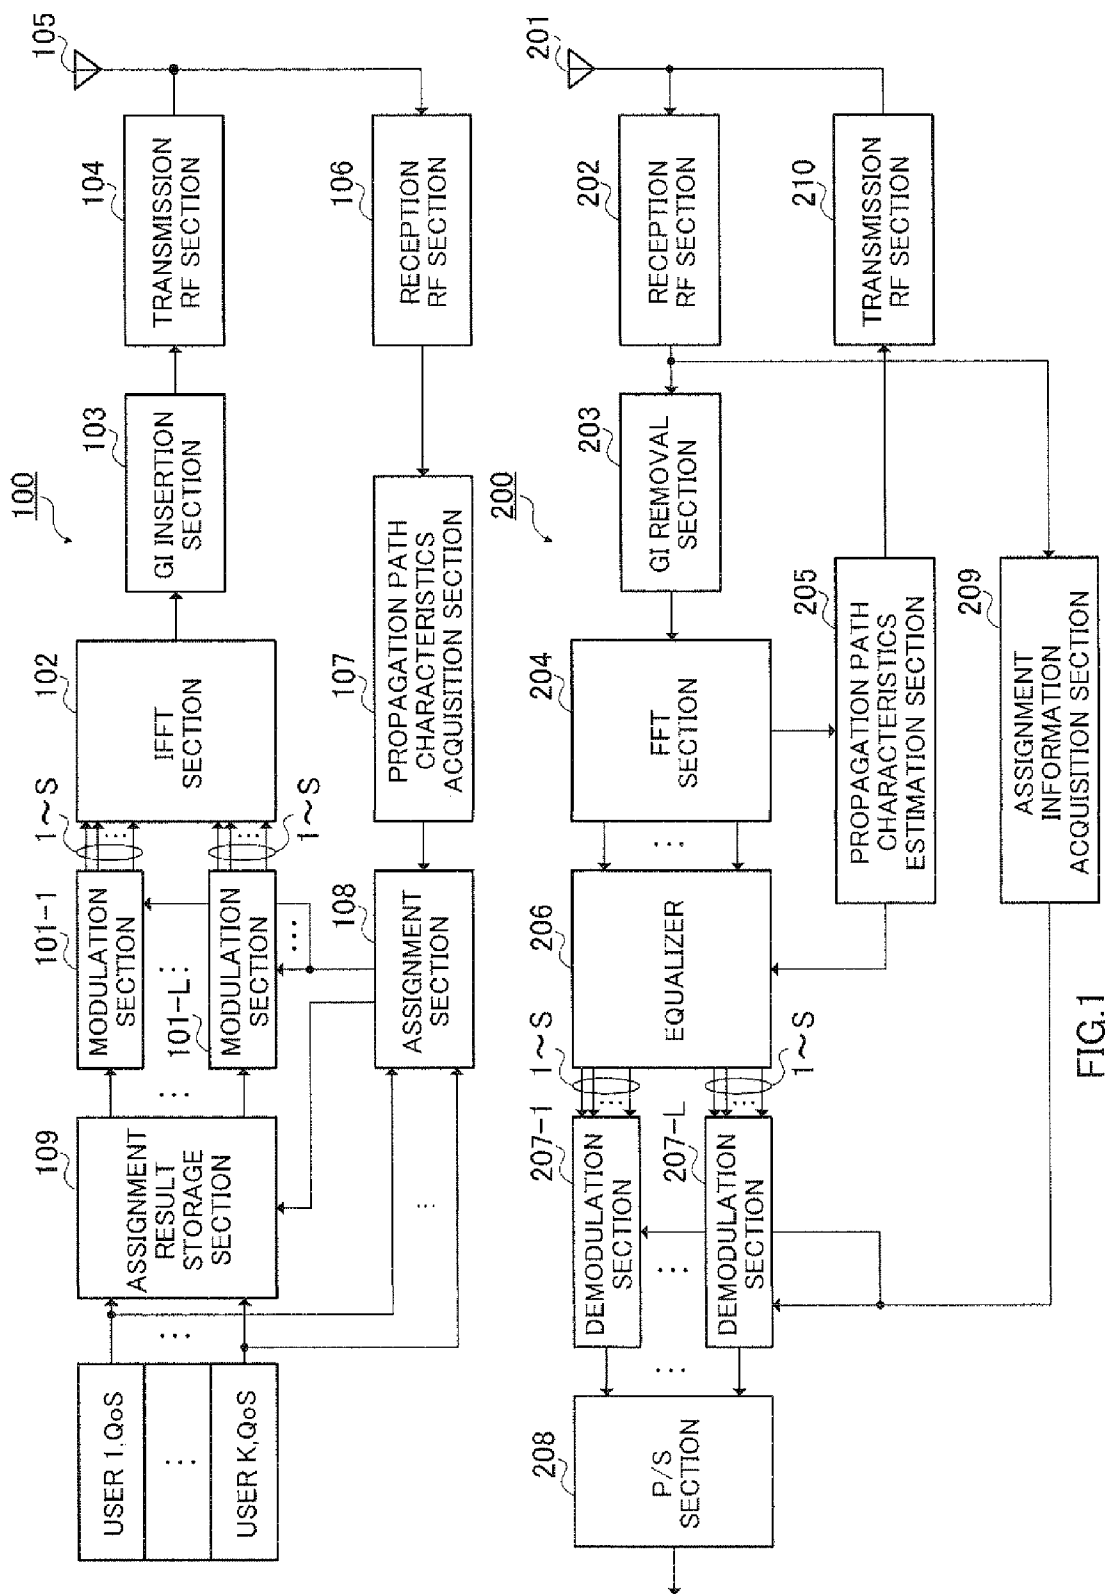 100
USER 1,QoS
⋮
USER K,QoS
...
109
ASSIGNMENT
RESULT
STORAGE
SECTION
...
101-1
MODULATION
SECTION
⋮
101-L
MODULATION
SECTION
...
1~S
...
...
1~S
102
IFFT
SECTION
103
GI INSERTION
SECTION
104
TRANSMISSION
RF SECTION
105
106
RECEPTION
RF SECTION
107
PROPAGATION PATH
CHARACTERISTICS
ACQUISITION SECTION
108
ASSIGNMENT
SECTION
...
200
201
202
RECEPTION
RF SECTION
203
GI REMOVAL
SECTION
204
FFT
SECTION
...
205
PROPAGATION PATH
CHARACTERISTICS
ESTIMATION SECTION
206
EQUALIZER
1~S
...
...
1~S
207-1
DEMODULATION
SECTION
...
207-L
DEMODULATION
SECTION
...
208
P/S
SECTION
209
ASSIGNMENT
INFORMATION
ACQUISITION SECTION
210
TRANSMISSION
RF SECTION
FIG.1